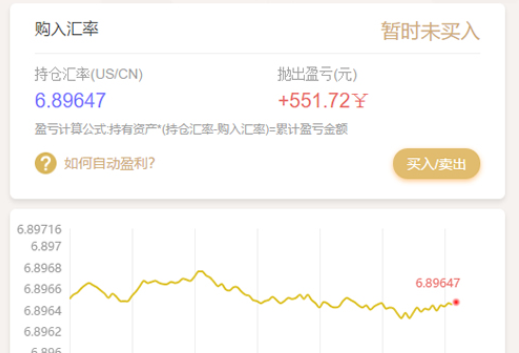 购入汇率 暂时未买入
持仓汇率(US/CN) 抛出盈亏(元)
6.89647 +551.72￥
盈亏计算公式:持有资产*(持仓汇率-购入汇率)=累计盈亏金额
? 如何自动盈利? 买入/卖出
6.89716
6.897
6.8968
6.89647
6.8966
6.8964
6.8962
6.896